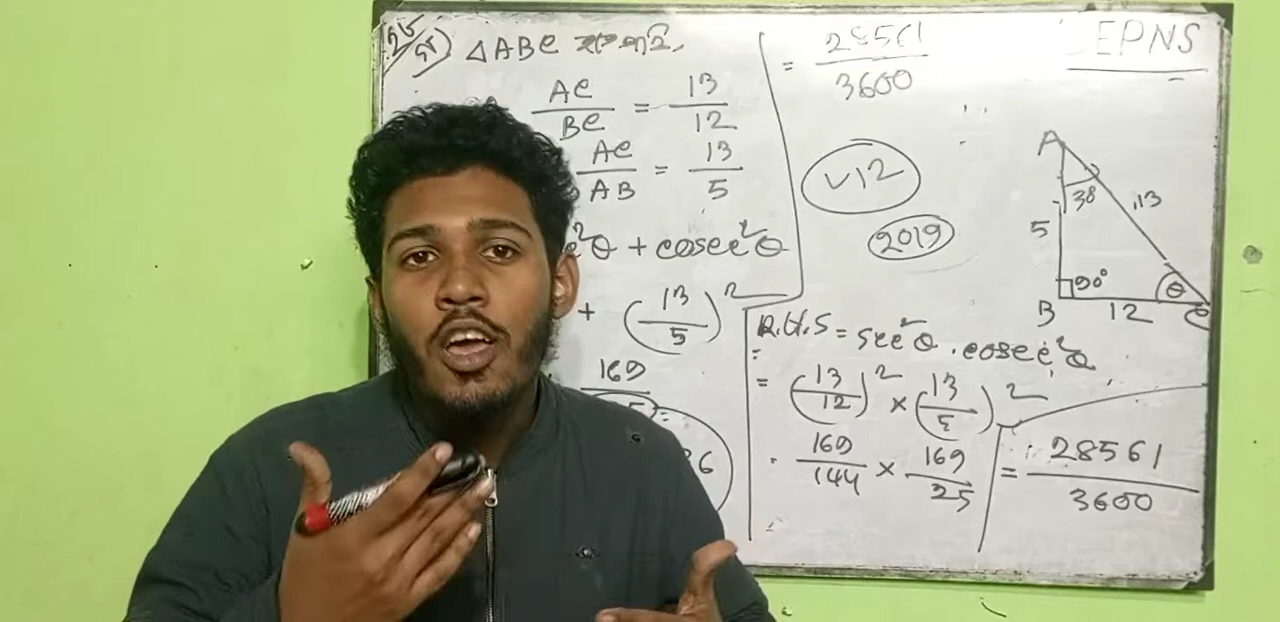 △ABC হতে পাই,
AC/BC = 13/12
AC/AB = 13/5
θ + cosec²θ
+ (13/5)²
169
= 28561/3600
V12
2019
EPNS
A
38
13
5
90°
θ
B
12
C
R.H.S = sec²θ . cosec²θ
= (13/12)² × (13/5)²
169/144 × 169/25
= 28561/3600